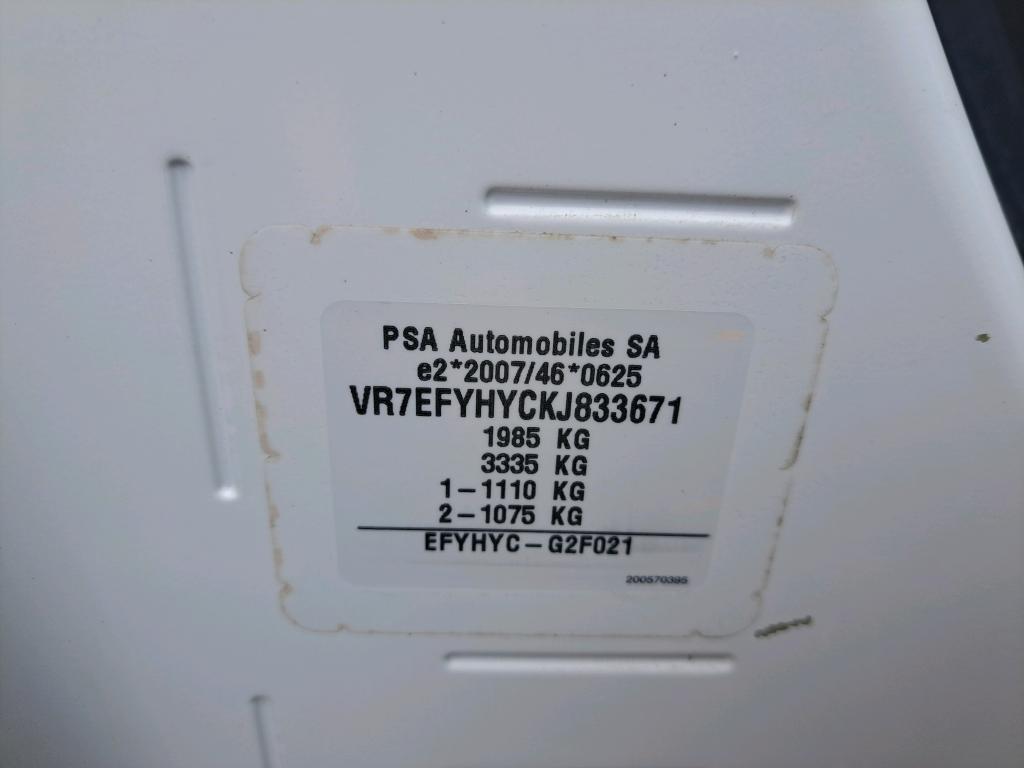 PSA Automobiles SA
e2*2007/46*0625
VR7EFYHYCKJ833671
1985 KG
3335 KG
1-1110 KG
2-1075 KG
EFYHYC-G2F021
200570395